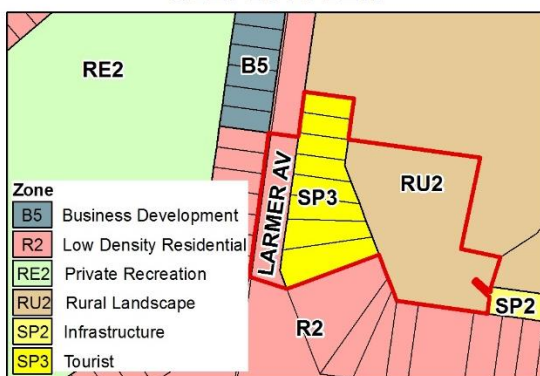 RE2
B5
LARMER AV
SP3
RU2
SP2
R2
Zone
B5 Business Development
R2 Low Density Residential
RE2 Private Recreation
RU2 Rural Landscape
SP2 Infrastructure
SP3 Tourist